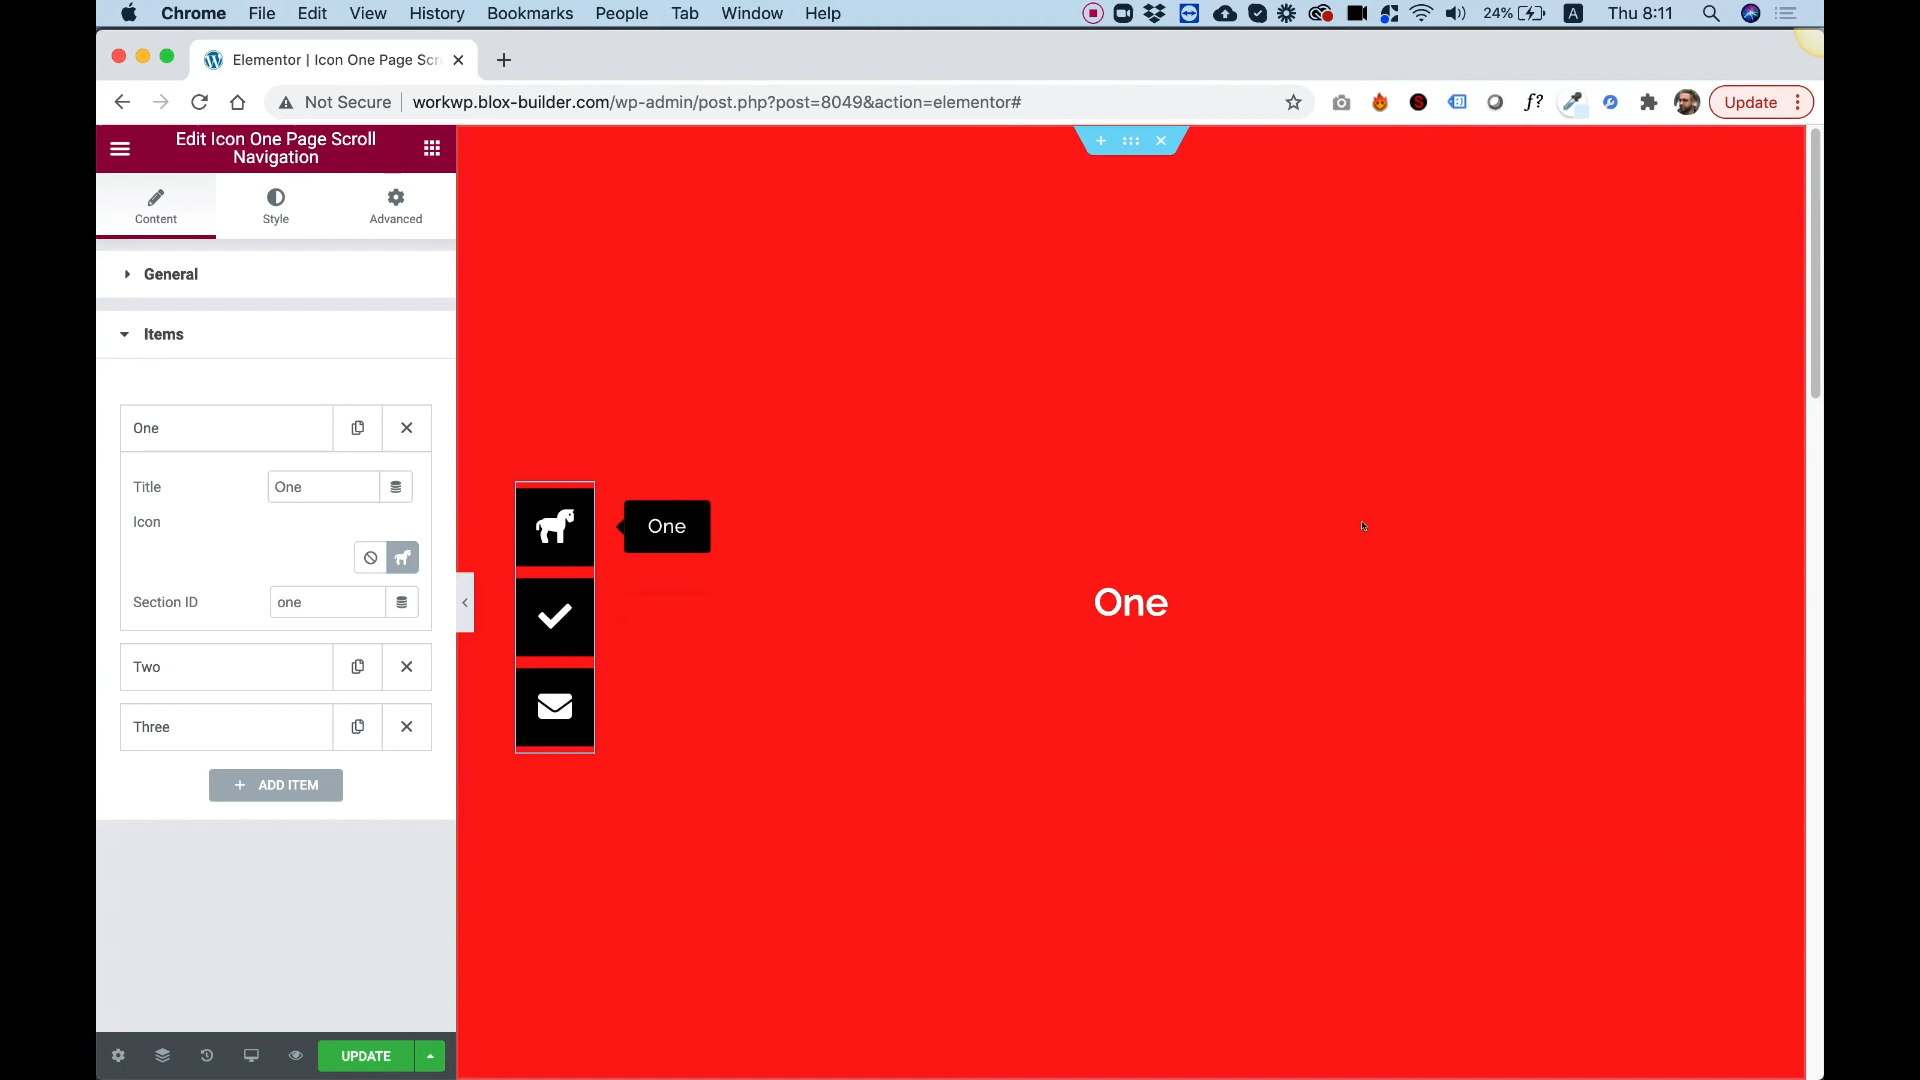 Chrome File Edit View History Bookmarks People Tab Window Help 24% A Thu 8:11
Elementor | Icon One Page Scr
Not Secure workwp.blox-builder.com/wp-admin/post.php?post=8049&action=elementor# S f? Update
Edit Icon One Page Scroll
Navigation
Content Style Advanced
General
Items
One
Title One
Icon
Section ID one
Two
Three
+ ADD ITEM
UPDATE
One
One